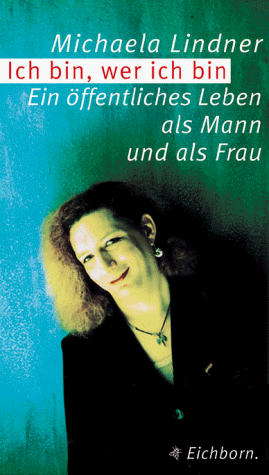 Michaela Lindner
Ich bin, wer ich bin
Ein öffentliches Leben
als Mann
und als Frau
Eichborn.